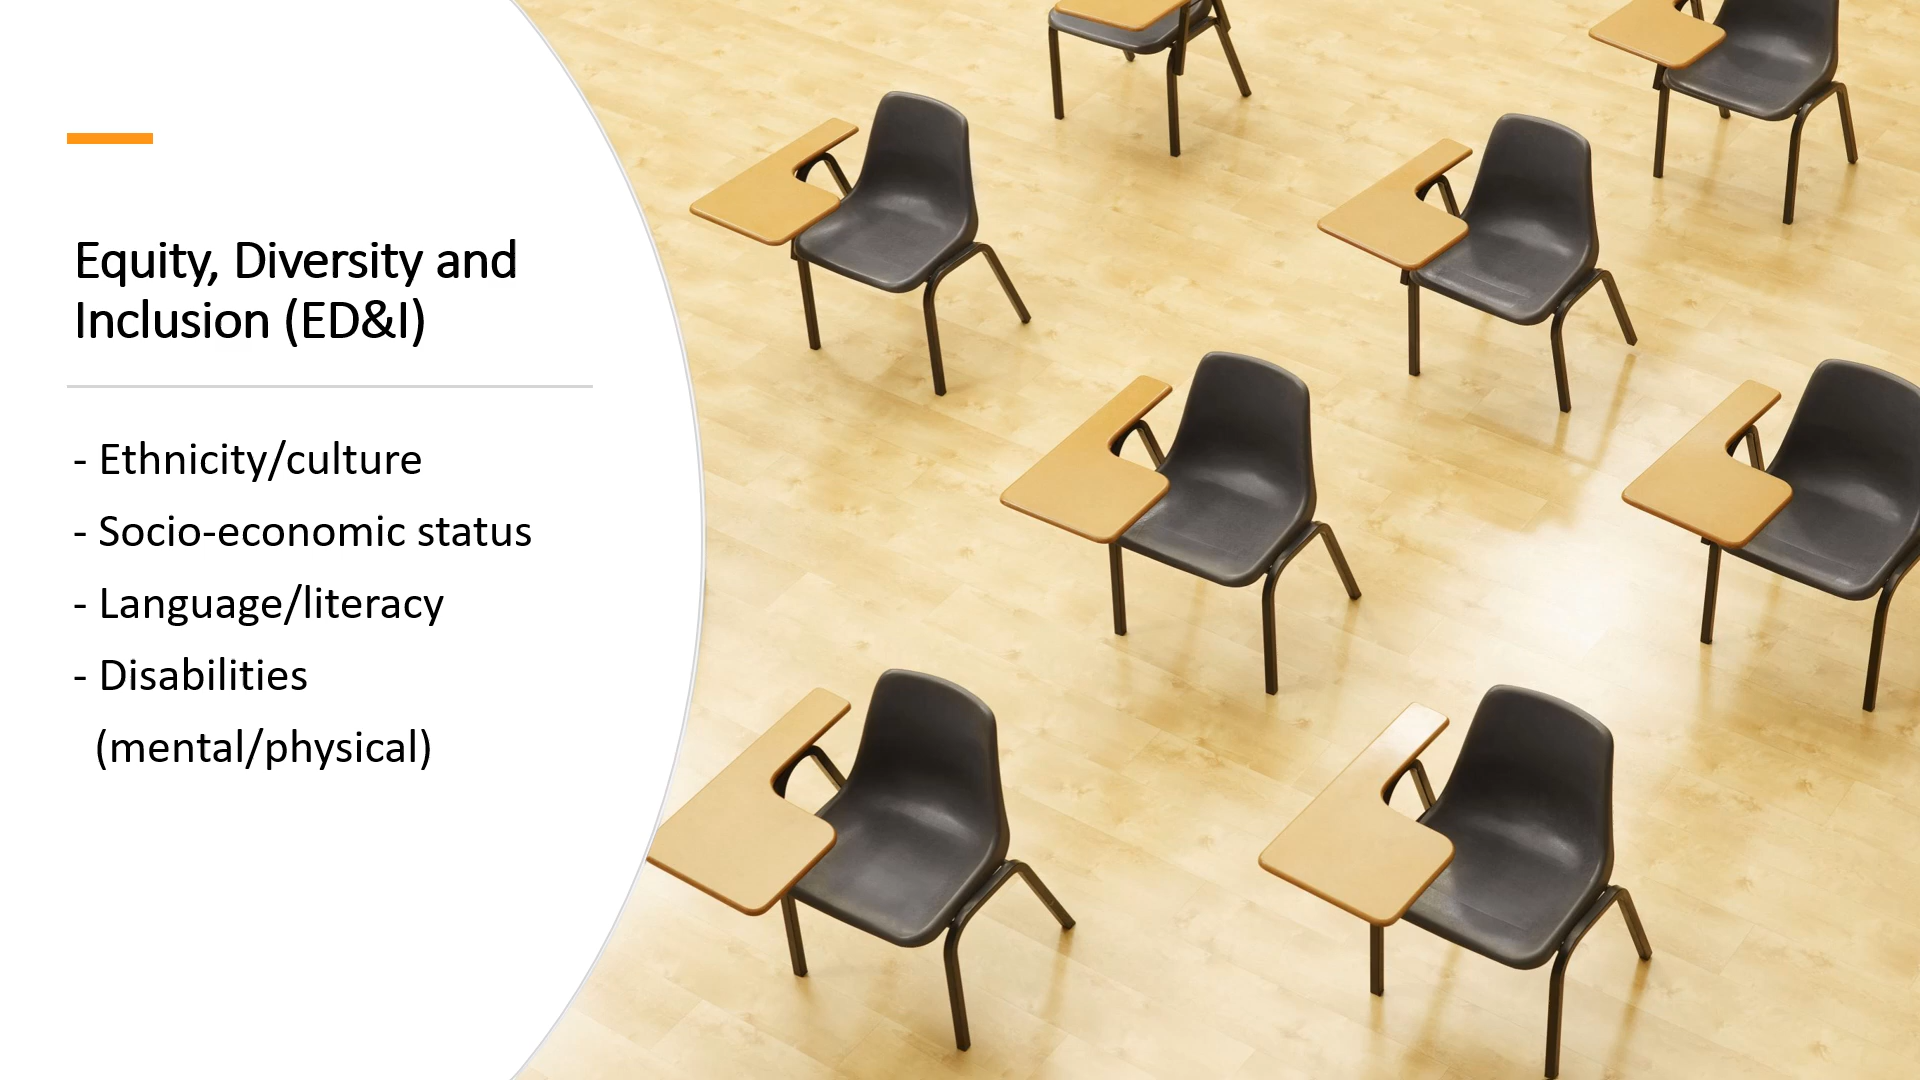 Equity, Diversity and
Inclusion (ED&I)
- Ethnicity/culture
- Socio-economic status
- Language/literacy
- Disabilities
(mental/physical)